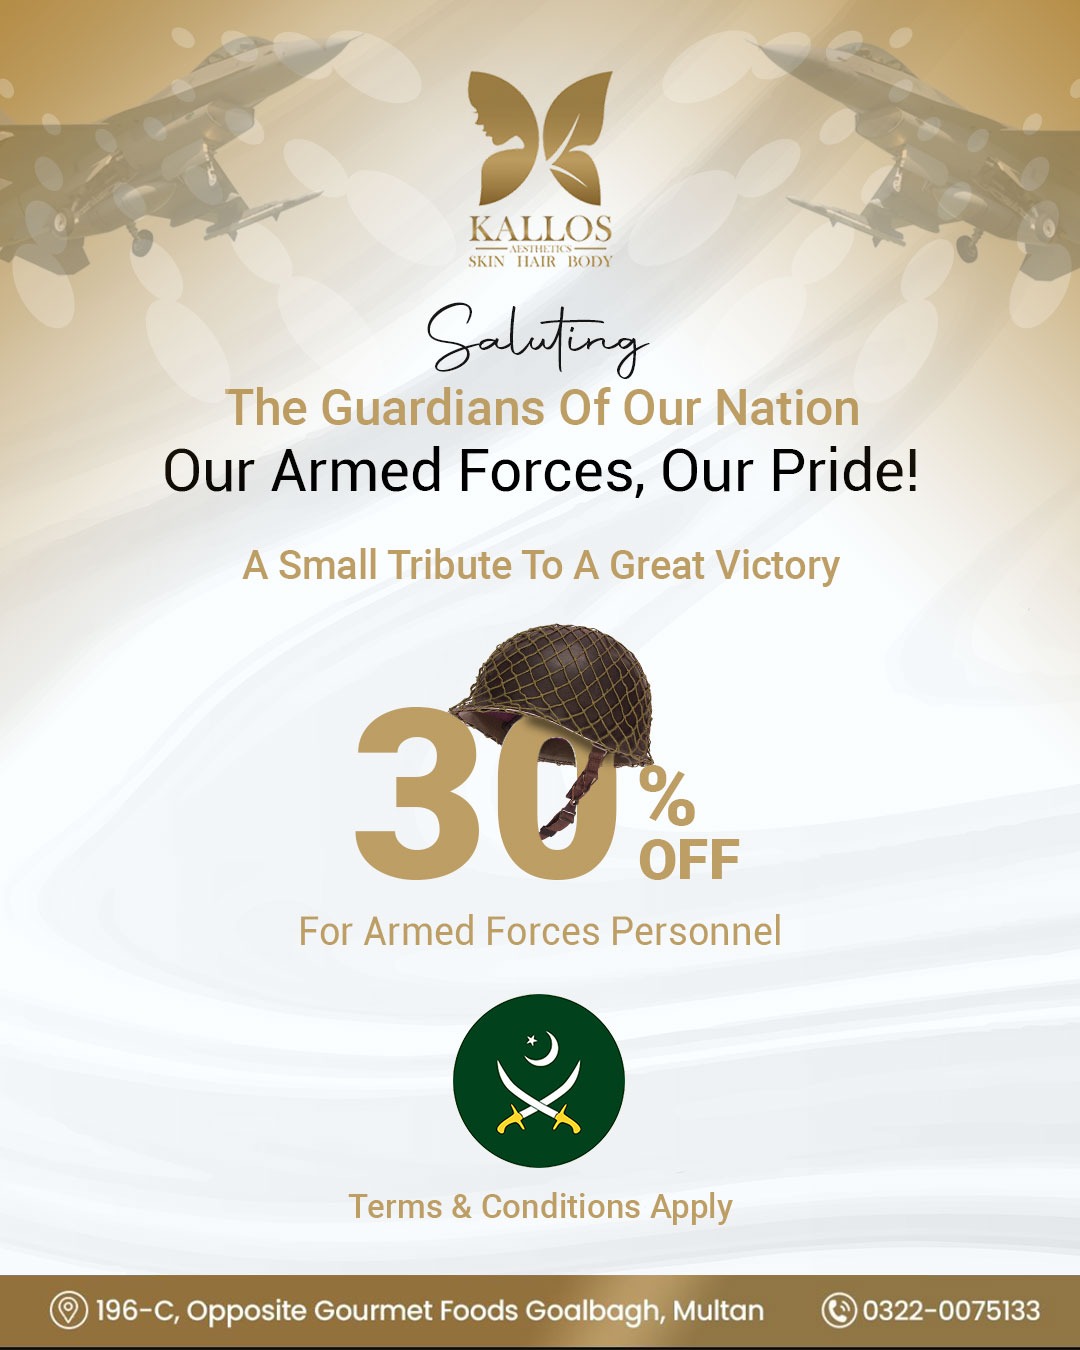 KALLOS
AESTHETICS
SKIN HAIR BODY
Saluting
The Guardians Of Our Nation
Our Armed Forces, Our Pride!
A Small Tribute To A Great Victory
30% OFF
For Armed Forces Personnel
Terms & Conditions Apply
196-C, Opposite Gourmet Foods Goalbagh, Multan
0322-0075133